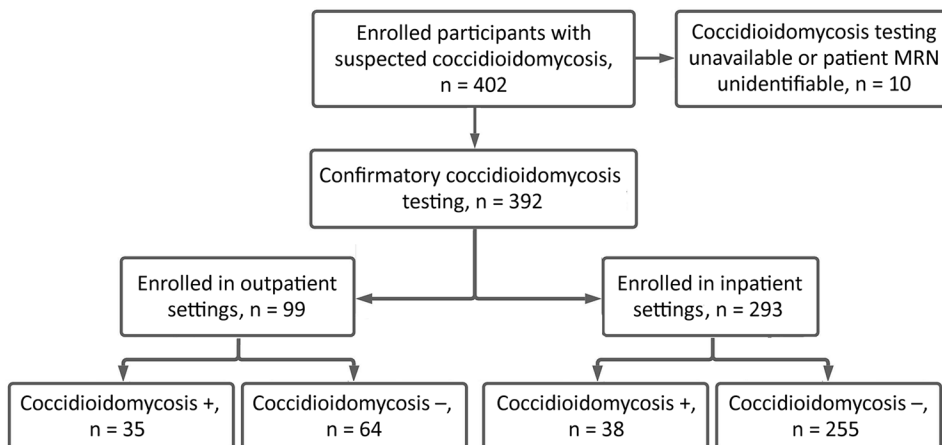 Enrolled participants with
suspected coccidioidomycosis,
n = 402
Coccidioidomycosis testing
unavailable or patient MRN
unidentifiable, n = 10
Confirmatory coccidioidomycosis
testing, n = 392
Enrolled in outpatient
settings, n = 99
Enrolled in inpatient
settings, n = 293
Coccidioidomycosis +,
n = 35
Coccidioidomycosis –,
n = 64
Coccidioidomycosis +,
n = 38
Coccidioidomycosis –,
n = 255